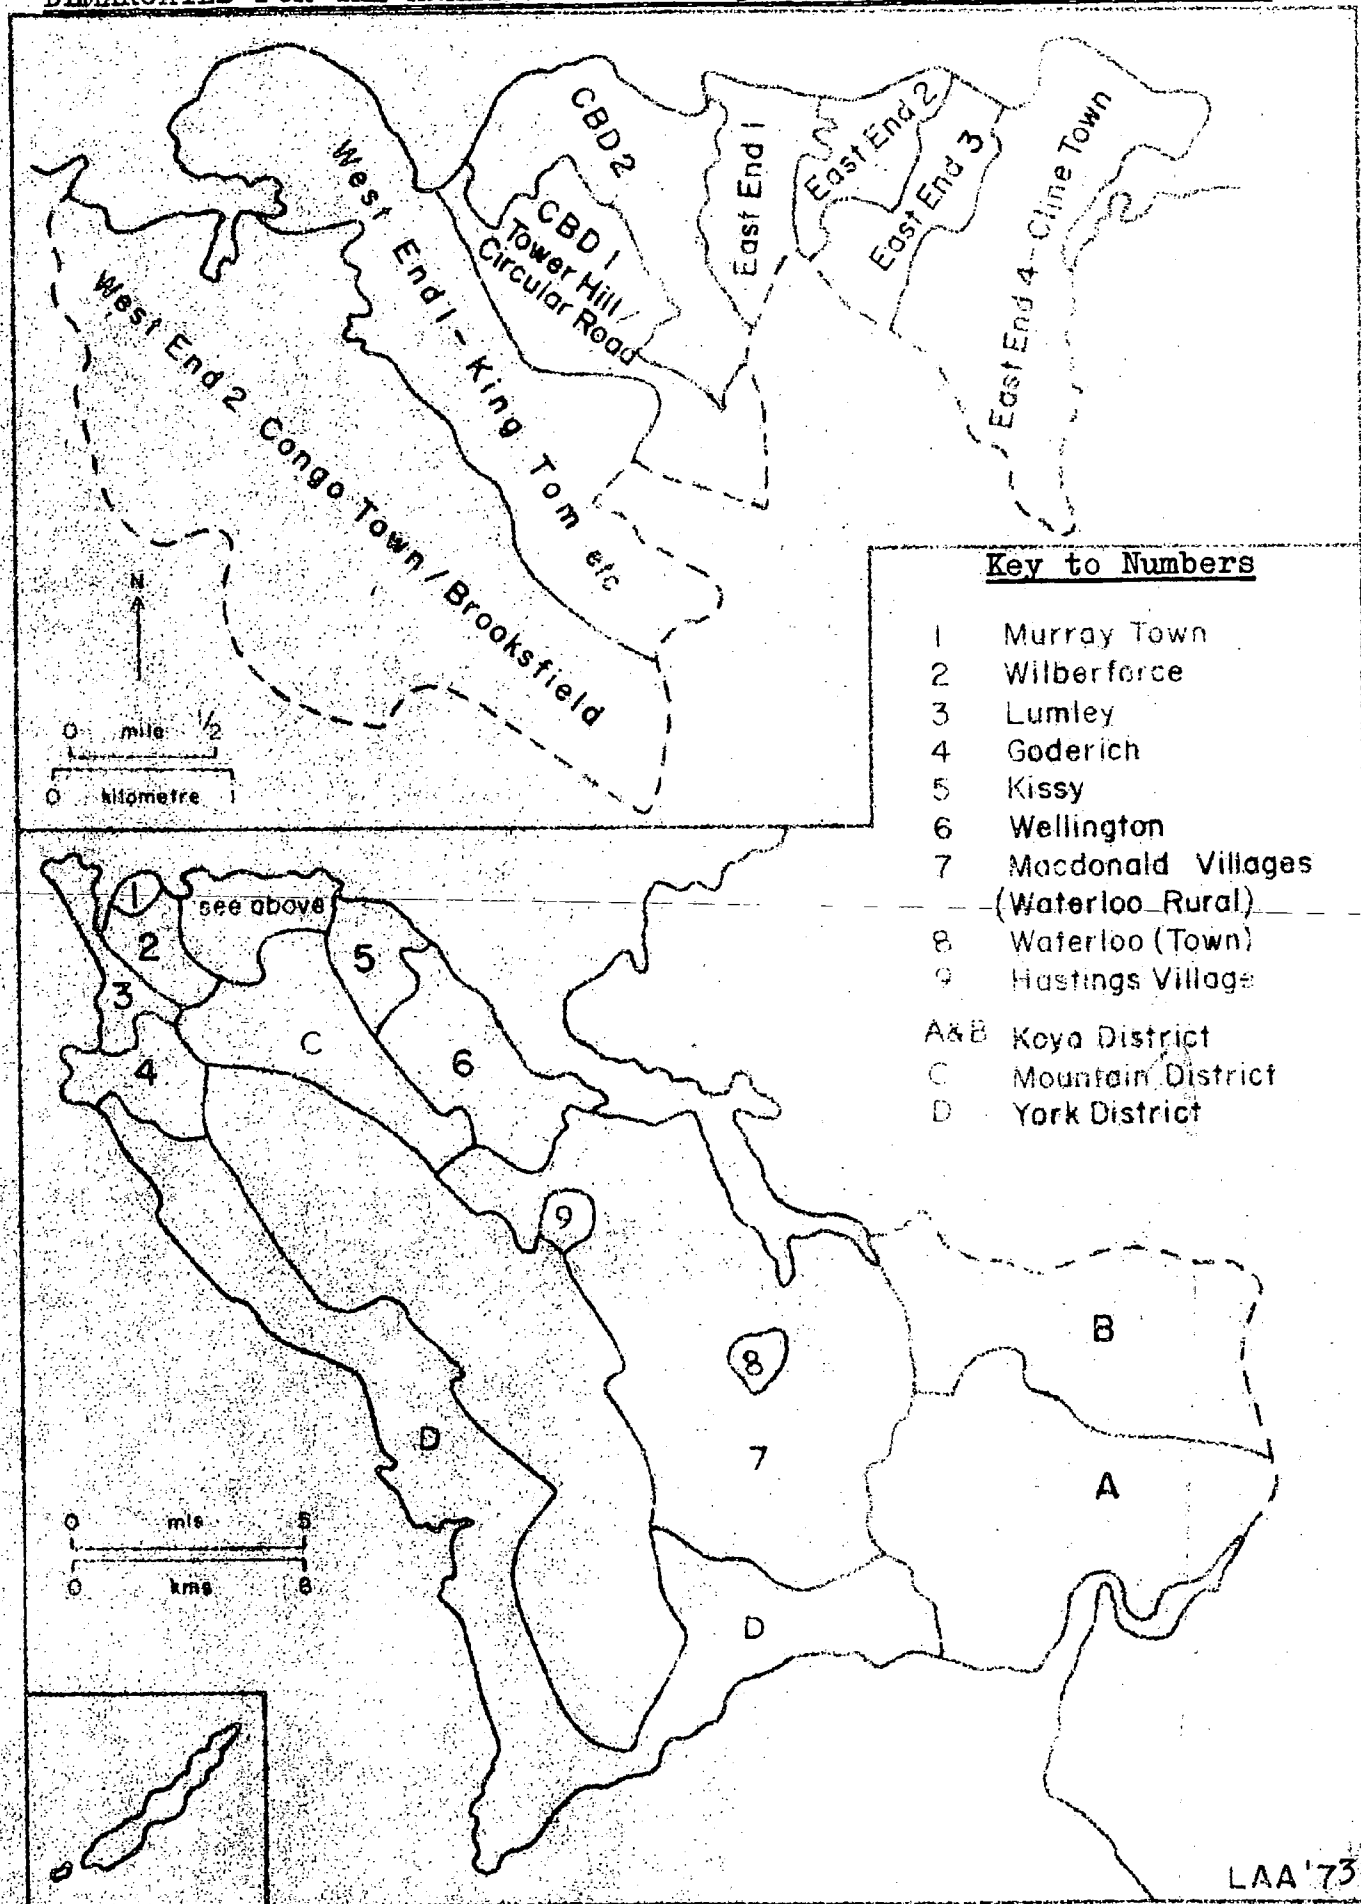 CBD 2
East End 1
East End 2
East End 3
East End 4 - Cline Town
CBD 1
Tower Hill/
Circular Road
West End 1 - King Tom etc
West End 2 Congo Town / Brooksfield
N
0 mile 1/2
0 kilometre 1
Key to Numbers
1 Murray Town
2 Wilberforce
3 Lumley
4 Goderich
5 Kissy
6 Wellington
7 Macdonald Villages
(Waterloo Rural)
8 Waterloo (Town)
9 Hastings Village
A&B Koya District
C Mountain District
D York District
1
see above
2
5
3
C
4
6
9
B
8
D
7
A
0 mls 5
0 kms 8
D
LAA '73